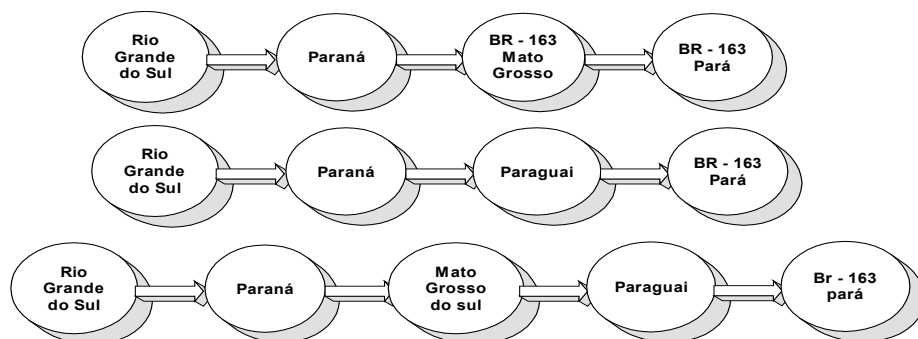 Rio
Grande
do Sul
Paraná
BR - 163
Mato
Grosso
BR - 163
Pará
Rio
Grande
do Sul
Paraná
Paraguai
BR - 163
Pará
Rio
Grande
do Sul
Paraná
Mato
Grosso
do sul
Paraguai
Br - 163
pará